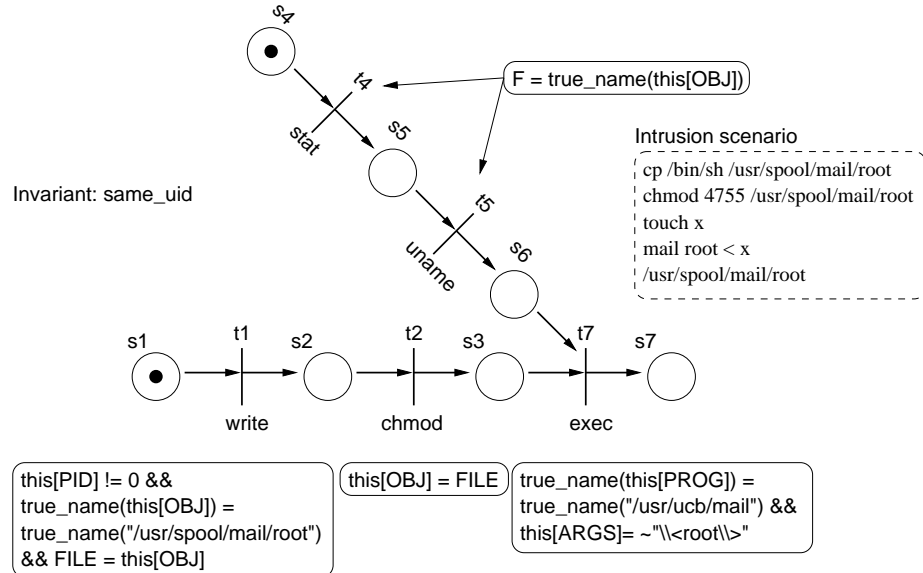 s4
t4
F = true_name(this[OBJ])
stat
s5
Intrusion scenario
cp /bin/sh /usr/spool/mail/root
chmod 4755 /usr/spool/mail/root
touch x
mail root < x
/usr/spool/mail/root
Invariant: same_uid
t5
uname
s6
s1
t1
s2
t2
s3
t7
s7
write
chmod
exec
this[PID] != 0 &&
true_name(this[OBJ]) =
true_name("/usr/spool/mail/root")
&& FILE = this[OBJ]
this[OBJ] = FILE
true_name(this[PROG]) =
true_name("/usr/ucb/mail") &&
this[ARGS]= ~"\\<root\\>"